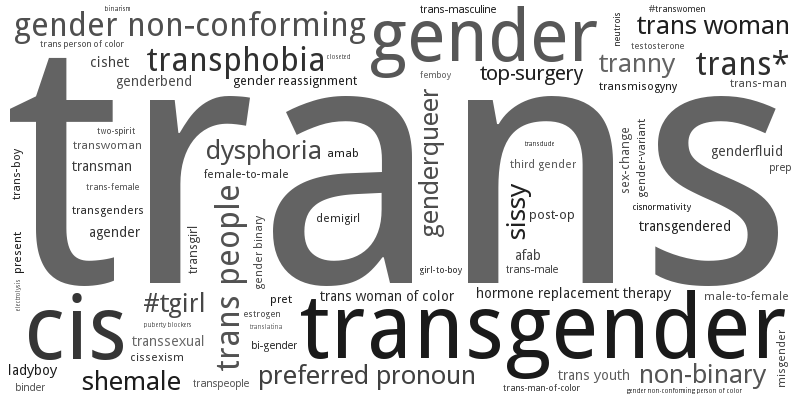 binarism
gender non-conforming
trans person of color
cishet
transphobia
closeted
genderbend
gender reassignment
trans-masculine
gender
femboy
top-surgery
neutrois
#transwomen
trans woman
testosterone
tranny
trans*
transmisogyny
trans-man
trans
two-spirit
transwoman
transman
trans-female
trans-boy
transgenders
agender
present
dysphoria
amab
female-to-male
transgirl
trans people
gender binary
demigirl
genderqueer
girl-to-boy
transdude
third gender
sissy
post-op
afab
trans-male
sex-change
gender-variant
genderfluid
prep
cisnormativity
transgendered
electrolysis
cis
#tgirl
puberty blockers
transsexual
cissexism
pret
estrogen
translatina
bi-gender
trans woman of color
hormone replacement therapy
male-to-female
transgender
misgender
ladyboy
binder
shemale
transpeople
preferred pronoun
trans-man-of-color
trans youth
non-binary
gender non-conforming person of color